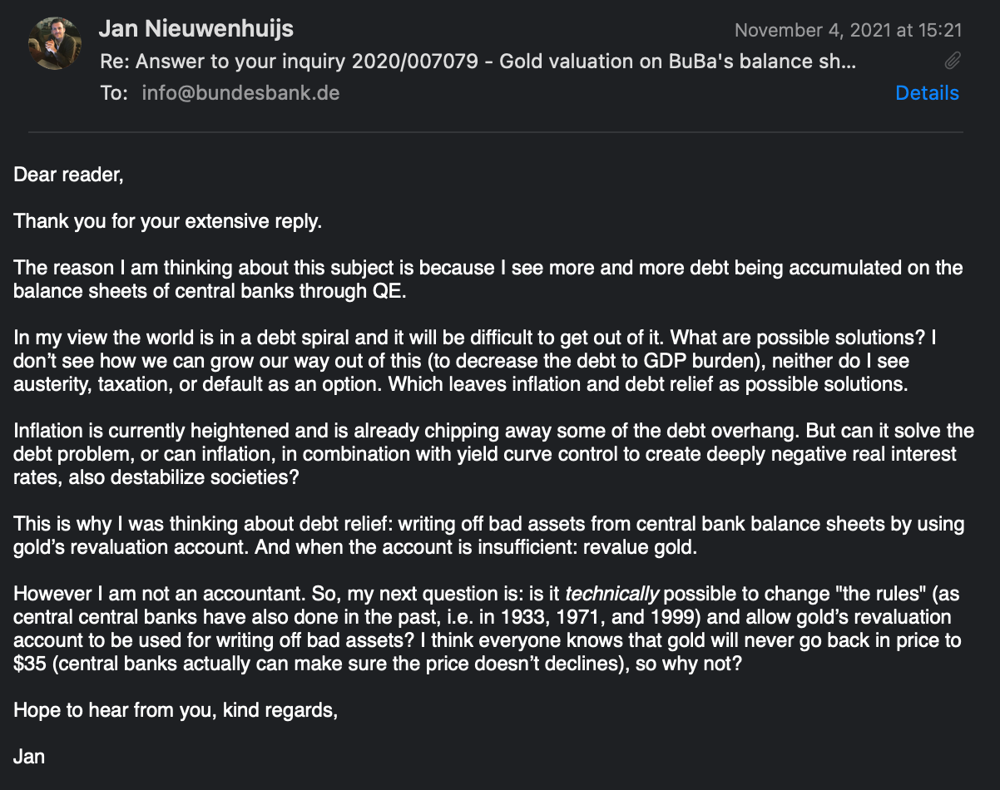 Jan Nieuwenhuijs
November 4, 2021 at 15:21
Re: Answer to your inquiry 2020/007079 - Gold valuation on BuBa's balance sh...
To: info@bundesbank.de
Details
Dear reader,
Thank you for your extensive reply.
The reason I am thinking about this subject is because I see more and more debt being accumulated on the
balance sheets of central banks through QE.
In my view the world is in a debt spiral and it will be difficult to get out of it. What are possible solutions? I
don’t see how we can grow our way out of this (to decrease the debt to GDP burden), neither do I see
austerity, taxation, or default as an option. Which leaves inflation and debt relief as possible solutions.
Inflation is currently heightened and is already chipping away some of the debt overhang. But can it solve the
debt problem, or can inflation, in combination with yield curve control to create deeply negative real interest
rates, also destabilize societies?
This is why I was thinking about debt relief: writing off bad assets from central bank balance sheets by using
gold’s revaluation account. And when the account is insufficient: revalue gold.
However I am not an accountant. So, my next question is: is it technically possible to change "the rules" (as
central central banks have also done in the past, i.e. in 1933, 1971, and 1999) and allow gold’s revaluation
account to be used for writing off bad assets? I think everyone knows that gold will never go back in price to
$35 (central banks actually can make sure the price doesn’t declines), so why not?
Hope to hear from you, kind regards,
Jan